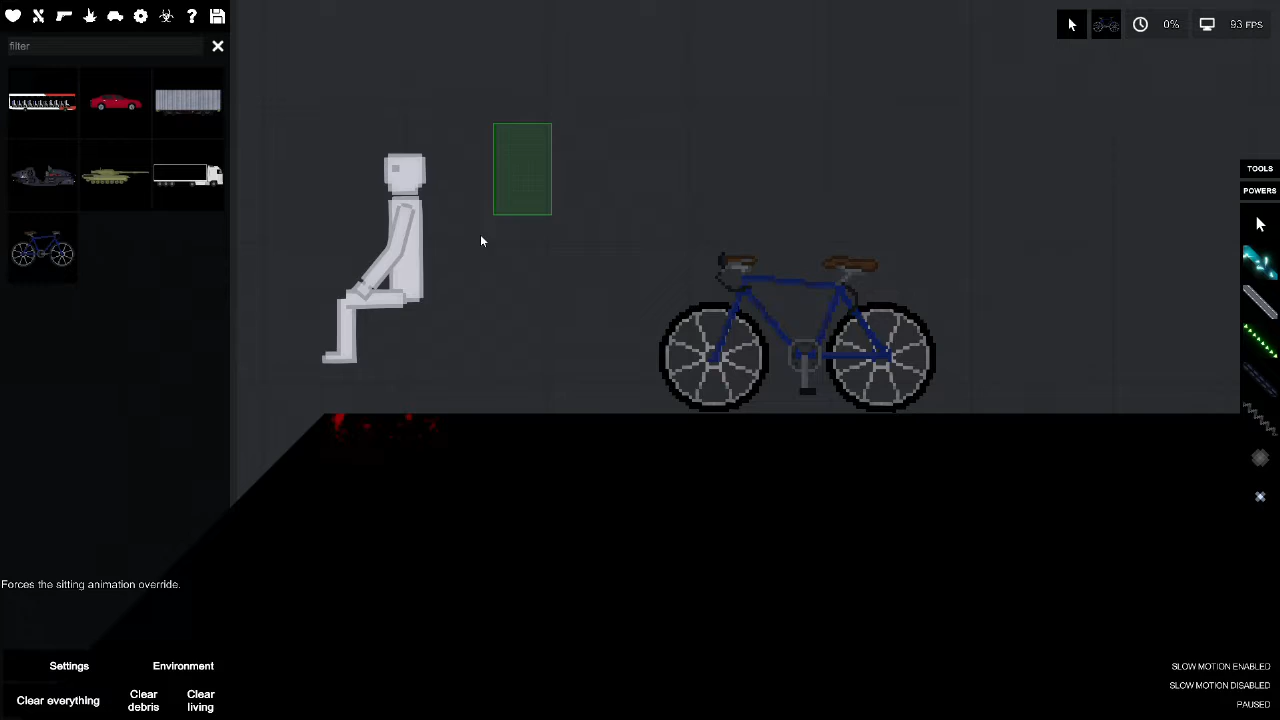 filter
0%
93 FPS
TOOLS
POWERS
Forces the sitting animation override.
Settings
Environment
Clear everything
Clear debris
Clear living
SLOW MOTION ENABLED
SLOW MOTION DISABLED
PAUSED